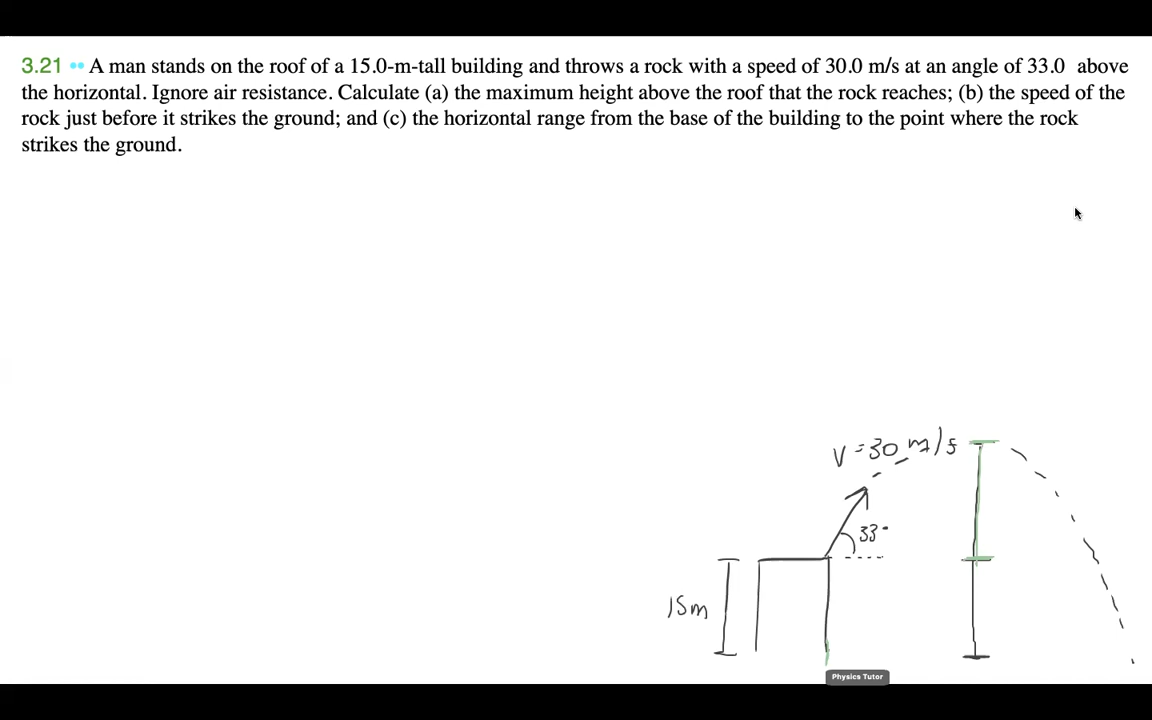 3.21 •• A man stands on the roof of a 15.0-m-tall building and throws a rock with a speed of 30.0 m/s at an angle of 33.0 above
the horizontal. Ignore air resistance. Calculate (a) the maximum height above the roof that the rock reaches; (b) the speed of the
rock just before it strikes the ground; and (c) the horizontal range from the base of the building to the point where the rock
strikes the ground.
V = 30 m/s
33°
15m
Physics Tutor